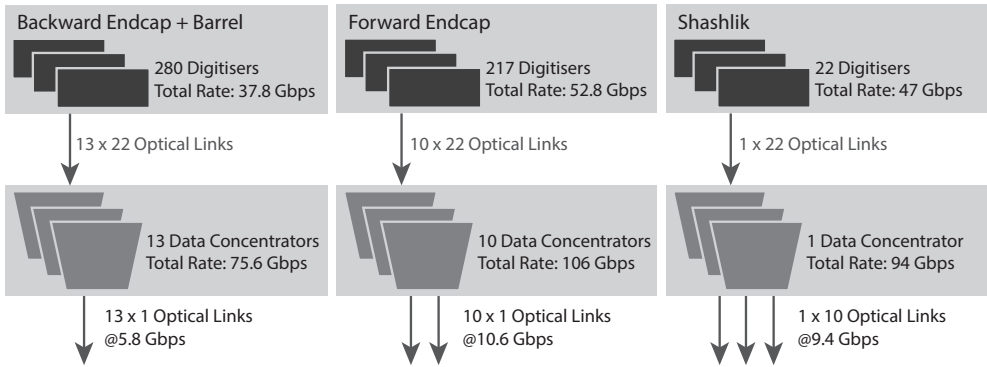 Backward Endcap + Barrel
280 Digitisers
Total Rate: 37.8 Gbps
13 x 22 Optical Links
13 Data Concentrators
Total Rate: 75.6 Gbps
13 x 1 Optical Links
@5.8 Gbps
Forward Endcap
217 Digitisers
Total Rate: 52.8 Gbps
10 x 22 Optical Links
10 Data Concentrators
Total Rate: 106 Gbps
10 x 1 Optical Links
@10.6 Gbps
Shashlik
22 Digitisers
Total Rate: 47 Gbps
1 x 22 Optical Links
1 Data Concentrator
Total Rate: 94 Gbps
1 x 10 Optical Links
@9.4 Gbps